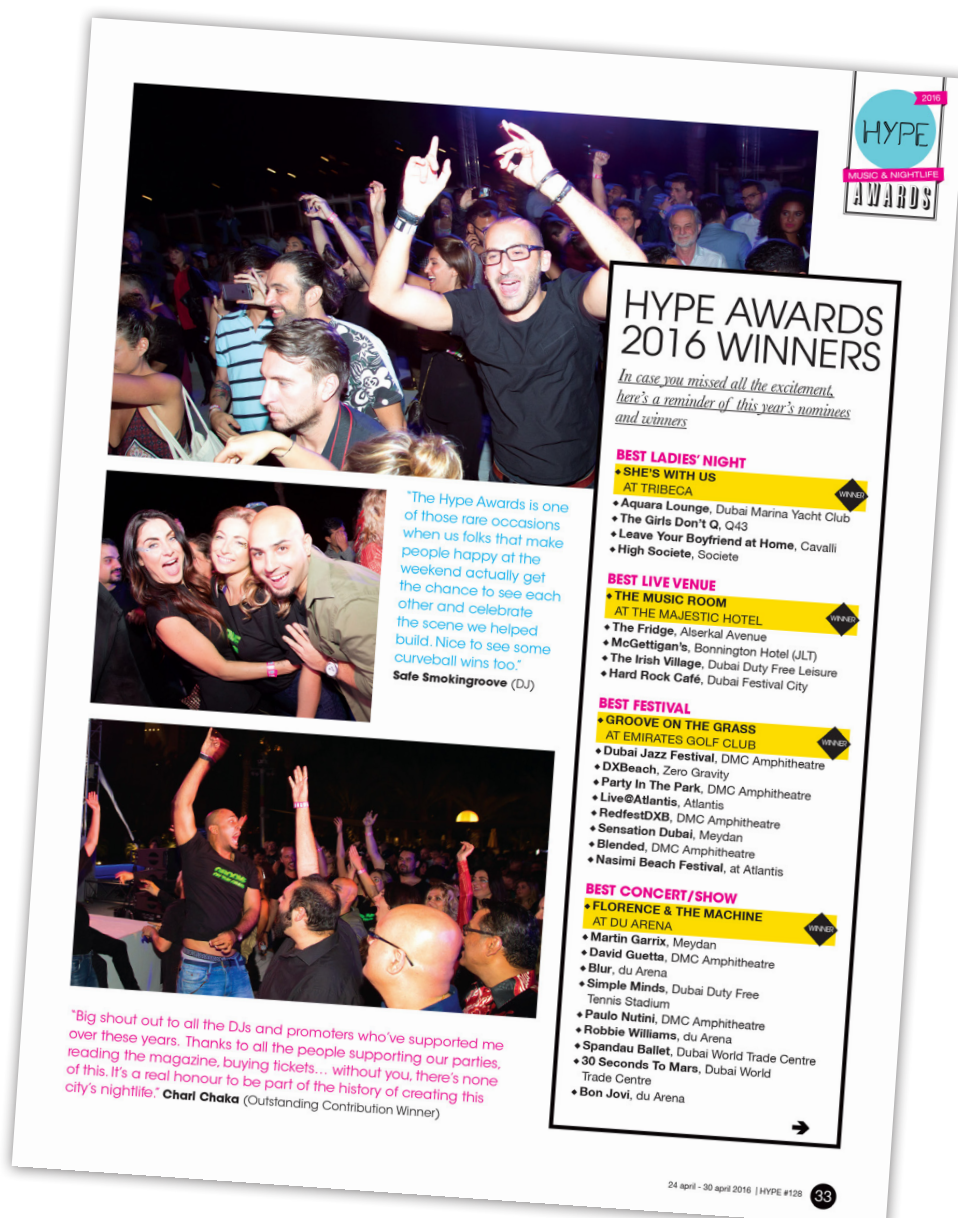 2016
HYPE
MUSIC & NIGHTLIFE
AWARDS
HYPE AWARDS
2016 WINNERS
In case you missed all the excitement,
here's a reminder of this year's nominees
and winners
BEST LADIES' NIGHT
SHE'S WITH US
AT TRIBECA
WINNER
Aquara Lounge, Dubai Marina Yacht Club
The Girls Don't Q, Q43
Leave Your Boyfriend at Home, Cavalli
High Societe, Societe
BEST LIVE VENUE
THE MUSIC ROOM
AT THE MAJESTIC HOTEL
WINNER
The Fridge, Alserkal Avenue
McGettigan's, Bonnington Hotel (JLT)
The Irish Village, Dubai Duty Free Leisure
Hard Rock Café, Dubai Festival City
BEST FESTIVAL
GROOVE ON THE GRASS
AT EMIRATES GOLF CLUB
WINNER
Dubai Jazz Festival, DMC Amphitheatre
DXBeach, Zero Gravity
Party In The Park, DMC Amphitheatre
Live@Atlantis, Atlantis
RedfestDXB, DMC Amphitheatre
Sensation Dubai, Meydan
Blended, DMC Amphitheatre
Nasimi Beach Festival, at Atlantis
BEST CONCERT/SHOW
FLORENCE & THE MACHINE
AT DU ARENA
WINNER
Martin Garrix, Meydan
David Guetta, DMC Amphitheatre
Blur, du Arena
Simple Minds, Dubai Duty Free
Tennis Stadium
Paulo Nutini, DMC Amphitheatre
Robbie Williams, du Arena
Spandau Ballet, Dubai World Trade Centre
30 Seconds To Mars, Dubai World
Trade Centre
Bon Jovi, du Arena
"The Hype Awards is one
of those rare occasions
when us folks that make
people happy at the
weekend actually get
the chance to see each
other and celebrate
the scene we helped
build. Nice to see some
curveball wins too."
Safe Smokingroove (DJ)
"Big shout out to all the DJs and promoters who've supported me
over these years. Thanks to all the people supporting our parties,
reading the magazine, buying tickets... without you, there's none
of this. It's a real honour to be part of the history of creating this
city's nightlife." Charl Chaka (Outstanding Contribution Winner)
24 april - 30 april 2016 | HYPE #128 33